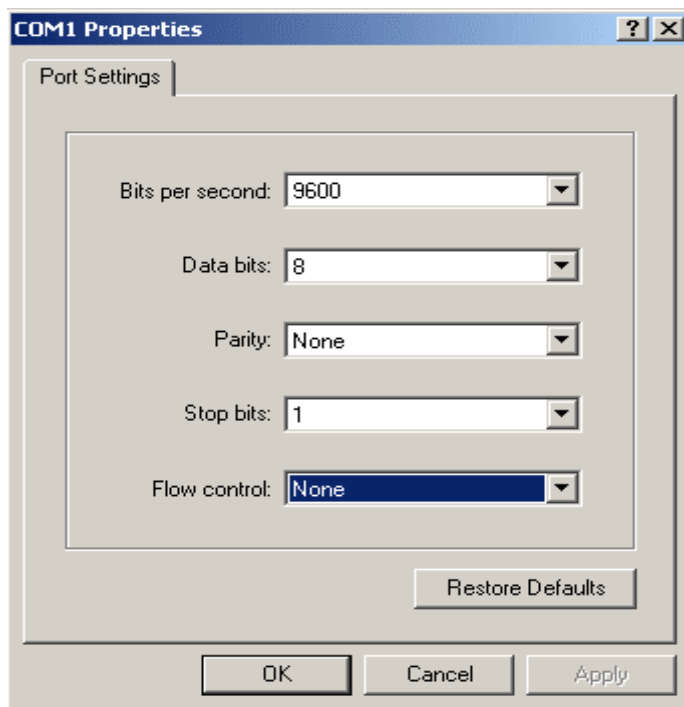 COM1 Properties
Port Settings
Bits per second: 9600
Data bits: 8
Parity: None
Stop bits: 1
Flow control: None
Restore Defaults
OK Cancel Apply